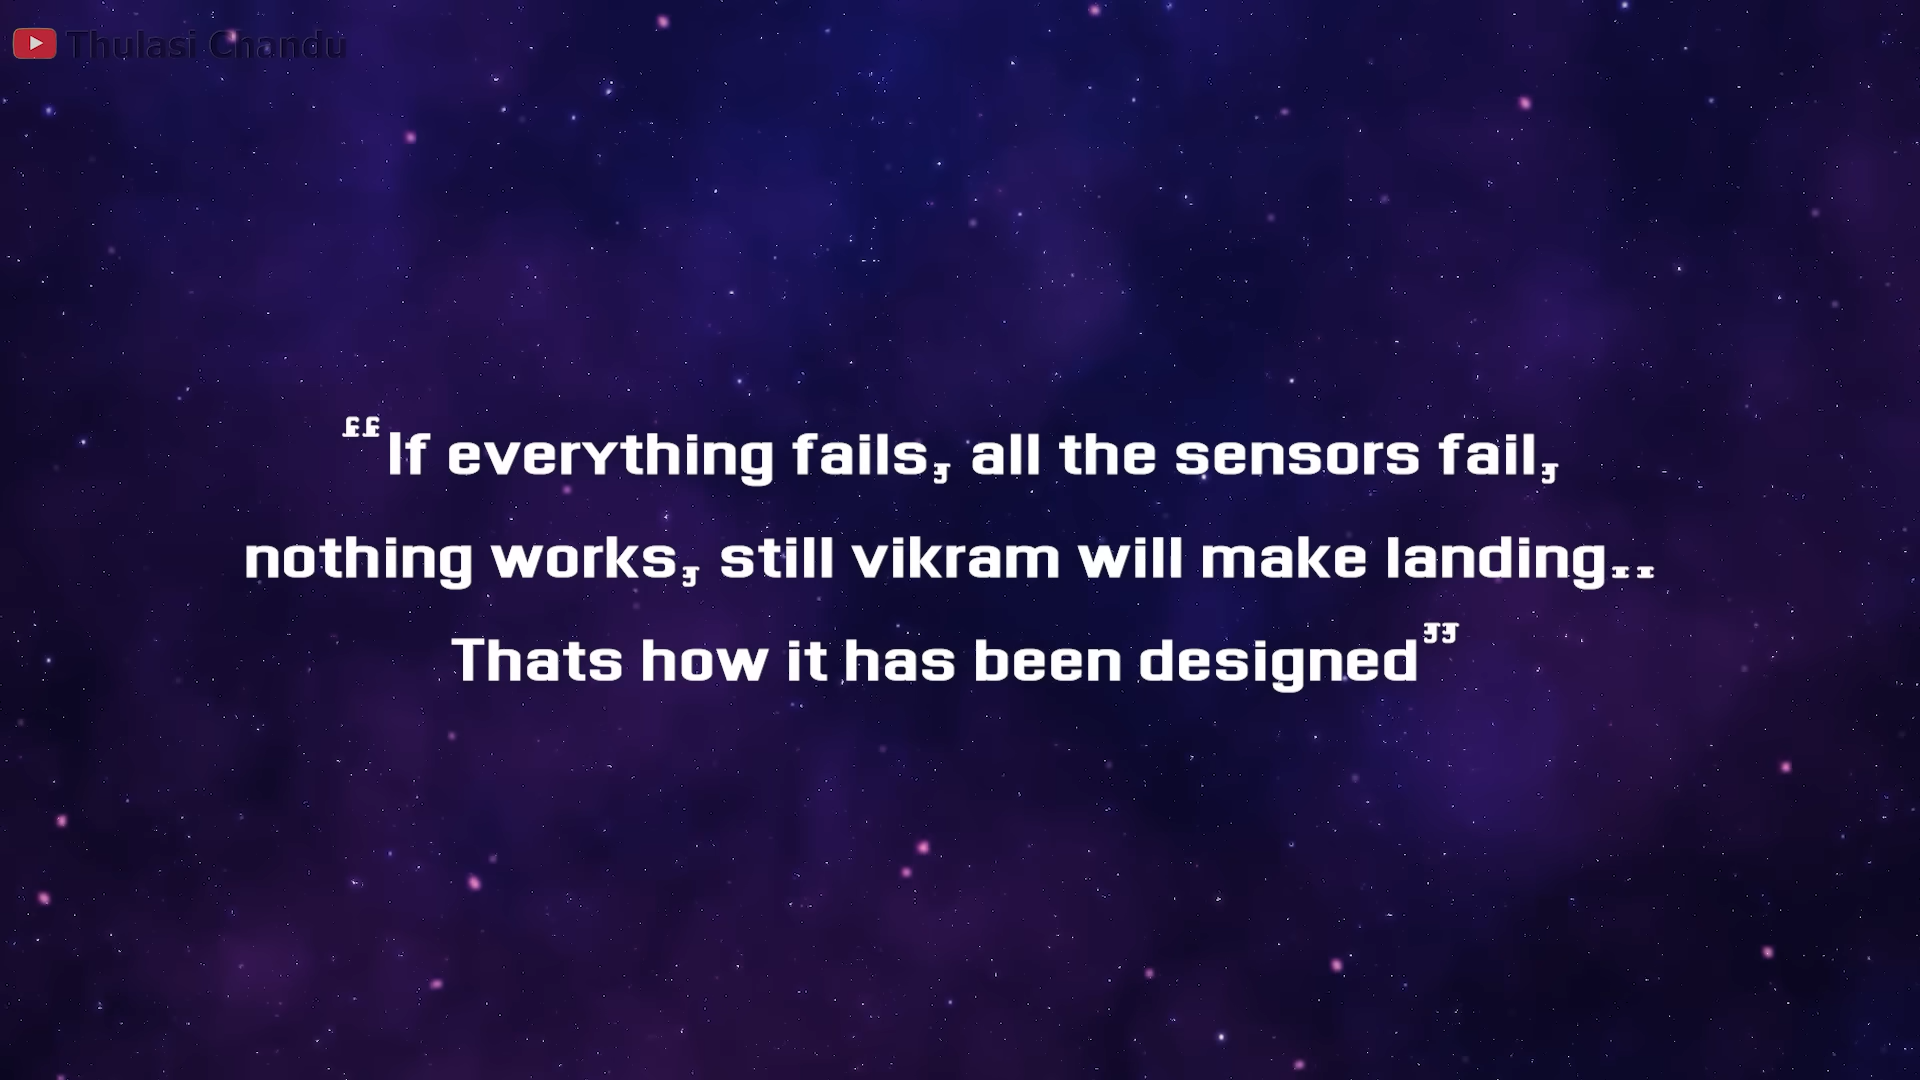 Thulasi Chandu
“If everything fails, all the sensors fail,
nothing works, still vikram will make landing..
Thats how it has been designed”